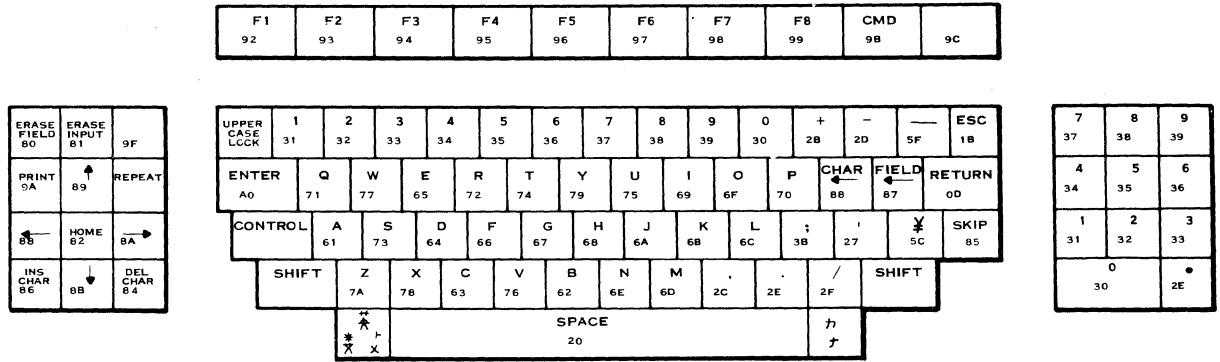 F1 F2 F3 F4 F5 F6 F7 F8 CMD
92 93 94 95 96 97 98 99 9B 9C
ERASE FIELD 80
ERASE INPUT 81
9F
PRINT 9A
89
REPEAT
88
HOME 82
8A
INS CHAR 86
8B
DEL CHAR 84
UPPER CASE LOCK
1 2 3 4 5 6 7 8 9 0 + − — ESC
31 32 33 34 35 36 37 38 39 30 2B 2D 5F 1B
ENTER Q W E R T Y U I O P CHAR FIELD RETURN
A0 71 77 65 72 74 79 75 69 6F 70 88 87 0D
CONTROL A S D F G H J K L ; ' ¥ SKIP
61 73 64 66 67 68 6A 6B 6C 3B 27 5C 85
SHIFT Z X C V B N M , . / SHIFT
7A 78 63 76 62 6E 6D 2C 2E 2F
SPACE
20
カ
ナ
7 8 9
37 38 39
4 5 6
34 35 36
1 2 3
31 32 33
0 •
30 2E